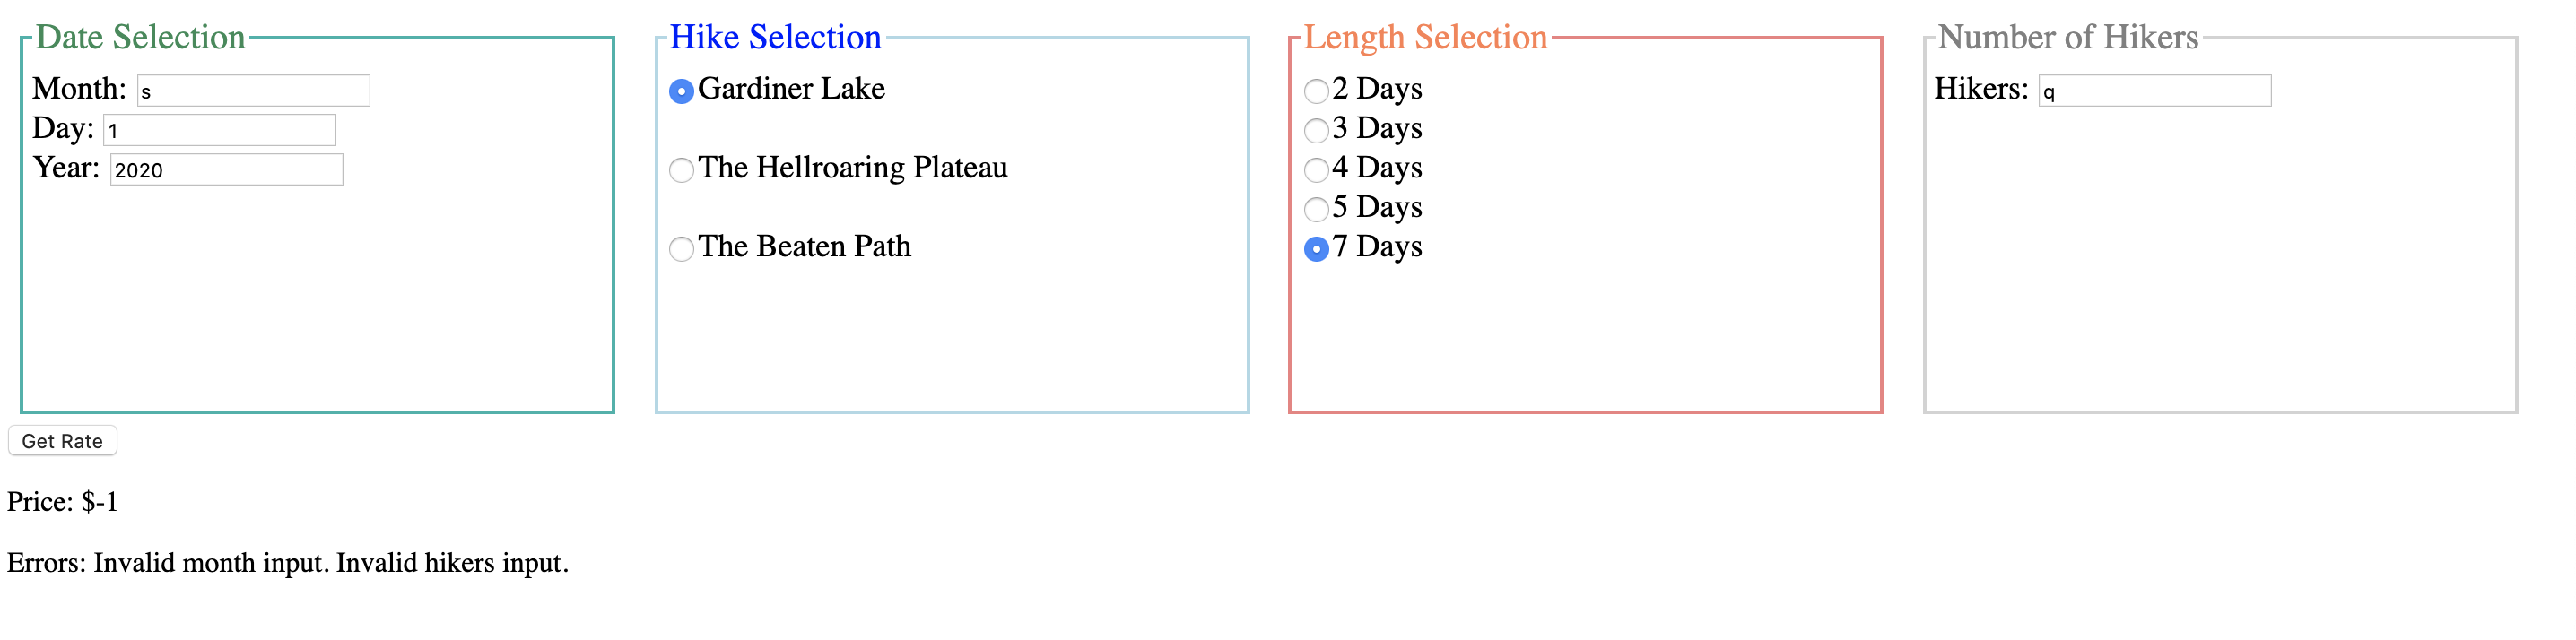 Date Selection
Month: s
Day: 1
Year: 2020
Hike Selection
Gardiner Lake
The Hellroaring Plateau
The Beaten Path
Length Selection
2 Days
3 Days
4 Days
5 Days
7 Days
Number of Hikers
Hikers: q
Get Rate
Price: $-1
Errors: Invalid month input. Invalid hikers input.